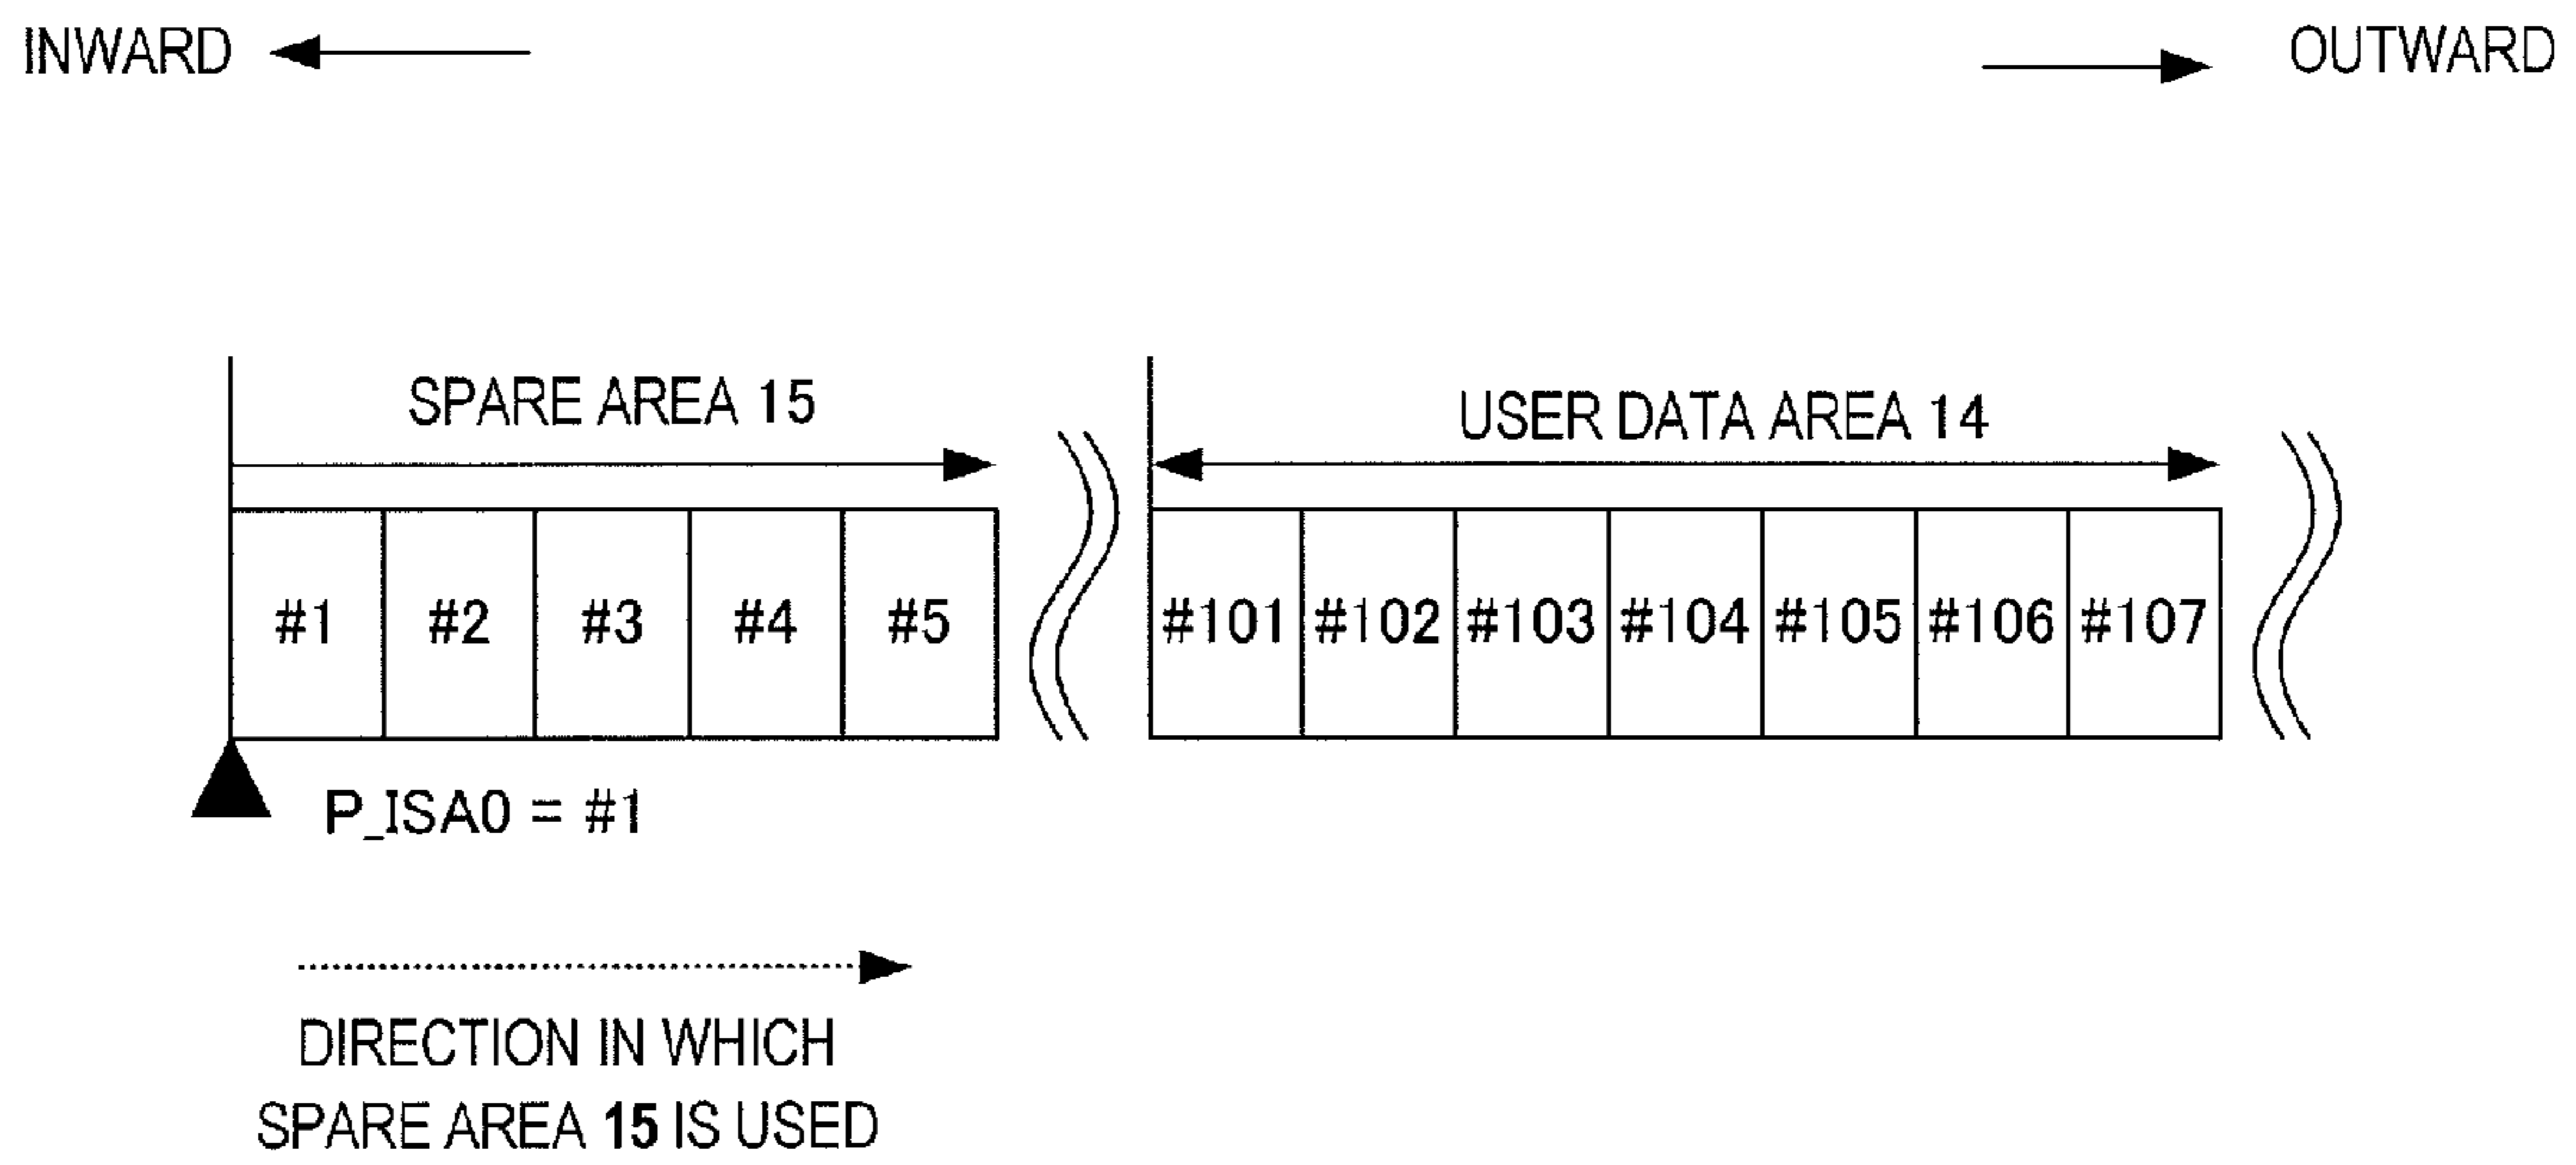 INWARD
OUTWARD
SPARE AREA 15
USER DATA AREA 14
#1 #2 #3 #4 #5 #101 #102 #103 #104 #105 #106 #107
P_ISA0 = #1
DIRECTION IN WHICH
SPARE AREA 15 IS USED